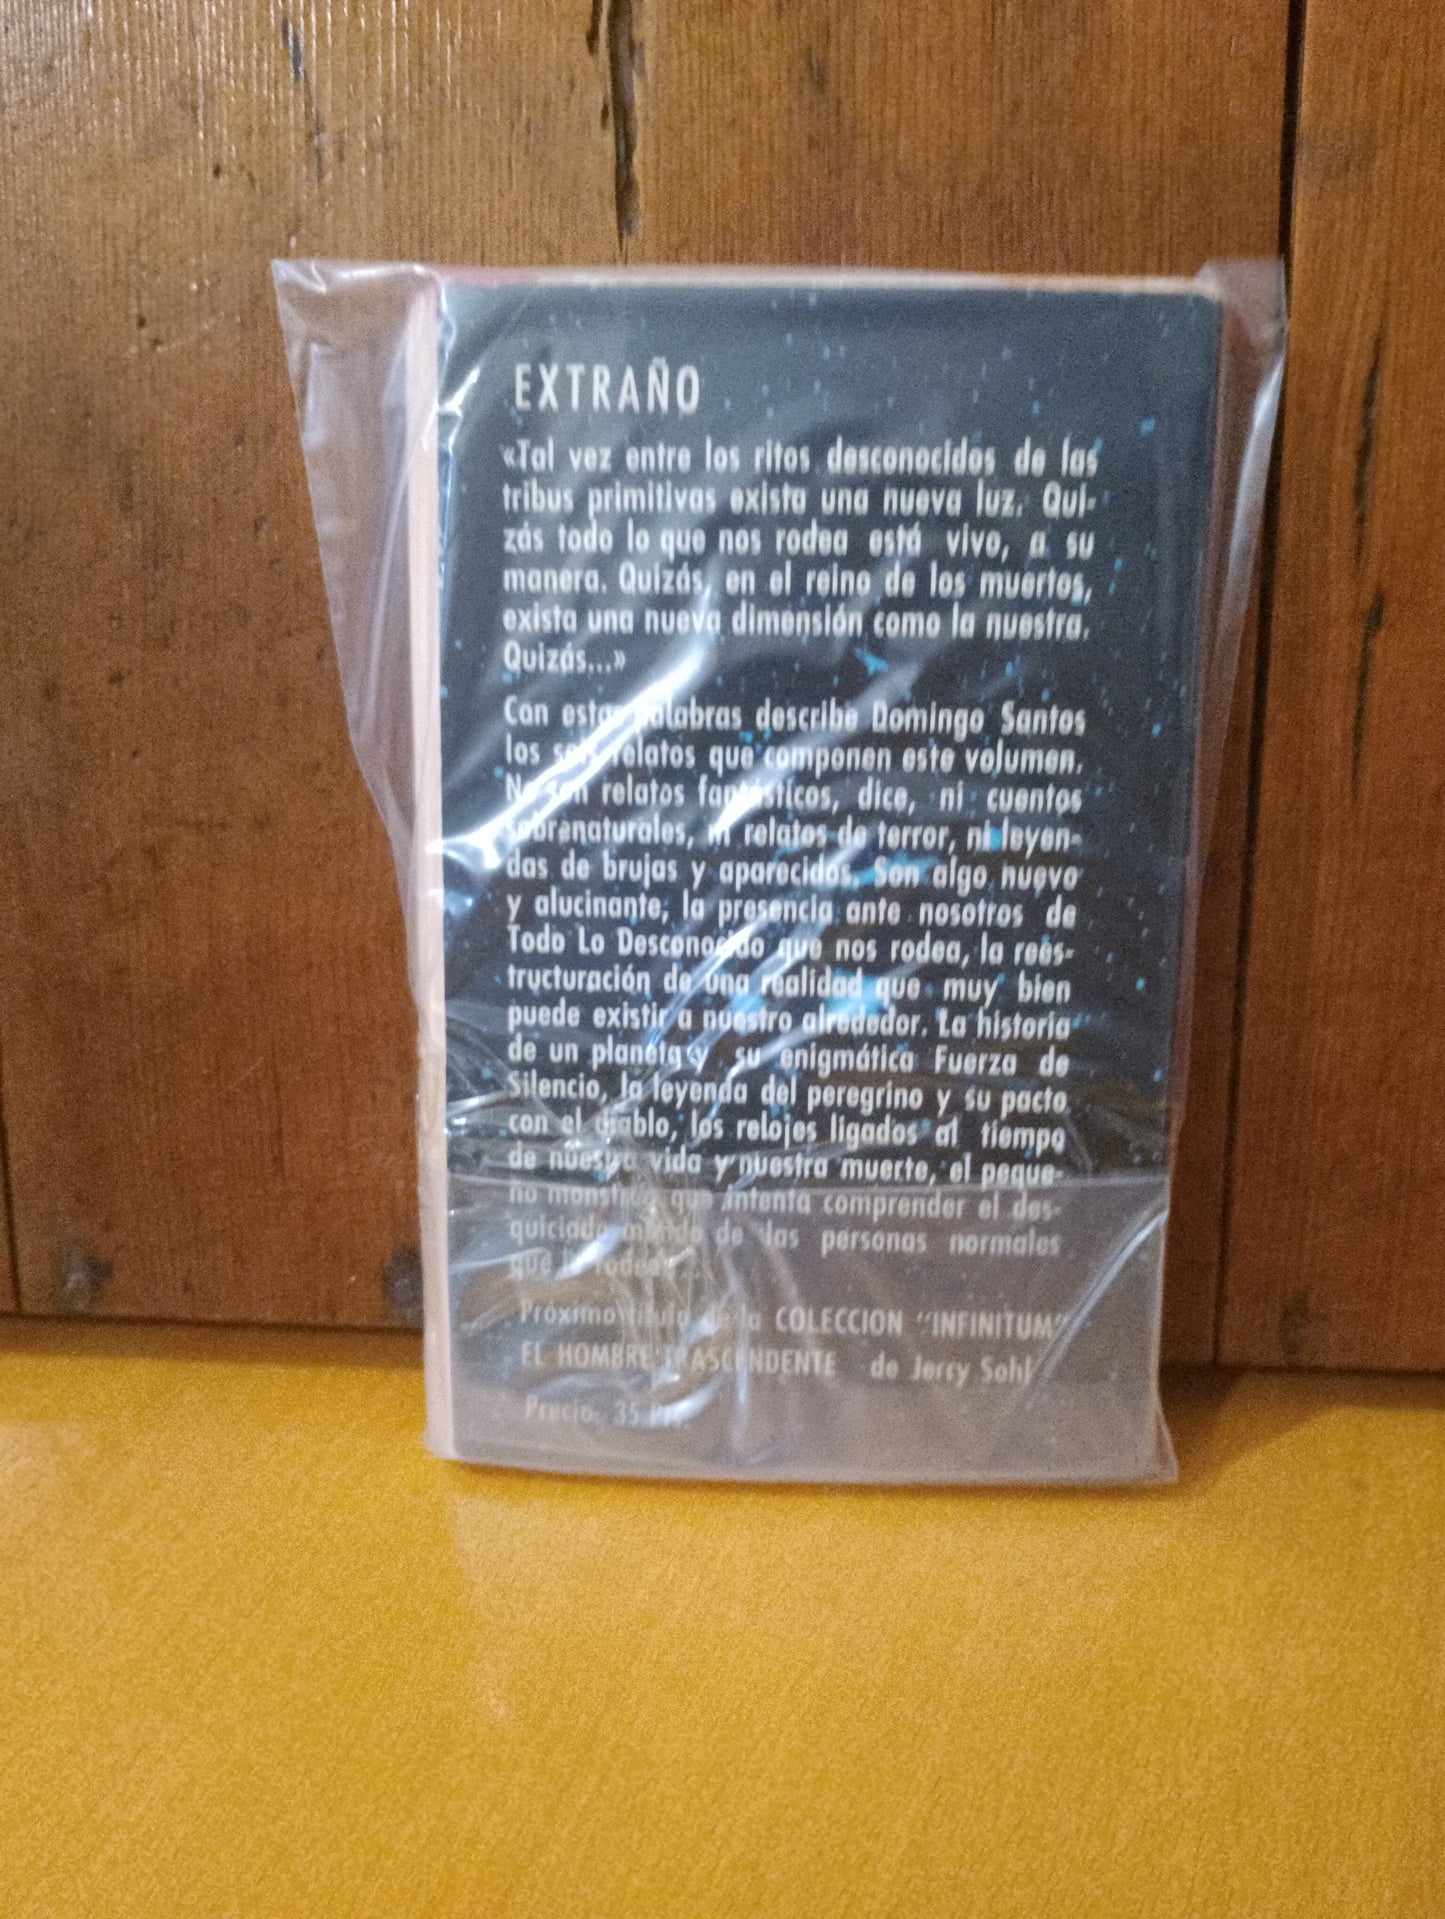 EXTRAÑO
«Tal vez entre los ritos desconocidos de las
tribus primitivas exista una nueva luz. Qui-
zás todo lo que nos rodea está vivo, a su
manera. Quizás, en el reino de los muertos,
exista una nueva dimensión como la nuestra.
Quizás...»
Con estas palabras describe Domingo Santos
los seis relatos que componen este volumen.
No son relatos fantásticos, dice, ni cuentos
sobrenaturales, ni relatos de terror, ni leyen-
das de brujas y aparecidos. Son algo nuevo
y alucinante, la presencia ante nosotros de
Todo Lo Desconocido que nos rodea, la rees-
tructuración de una realidad que muy bien
puede existir a nuestro alrededor. La historia
de un planeta y su enigmática Fuerza de
Silencio, la leyenda del peregrino y su pacto
con el diablo, los relojes ligados al tiempo
de nuestra vida y nuestra muerte, el peque-
ño monstruo que intenta comprender el des-
quiciado mundo de las personas normales
que le rodea
Próximo título de la COLECCION "INFINITUM"
EL HOMBRE TRASCENDENTE de Jerry Sohl
Precio: 35 Pts